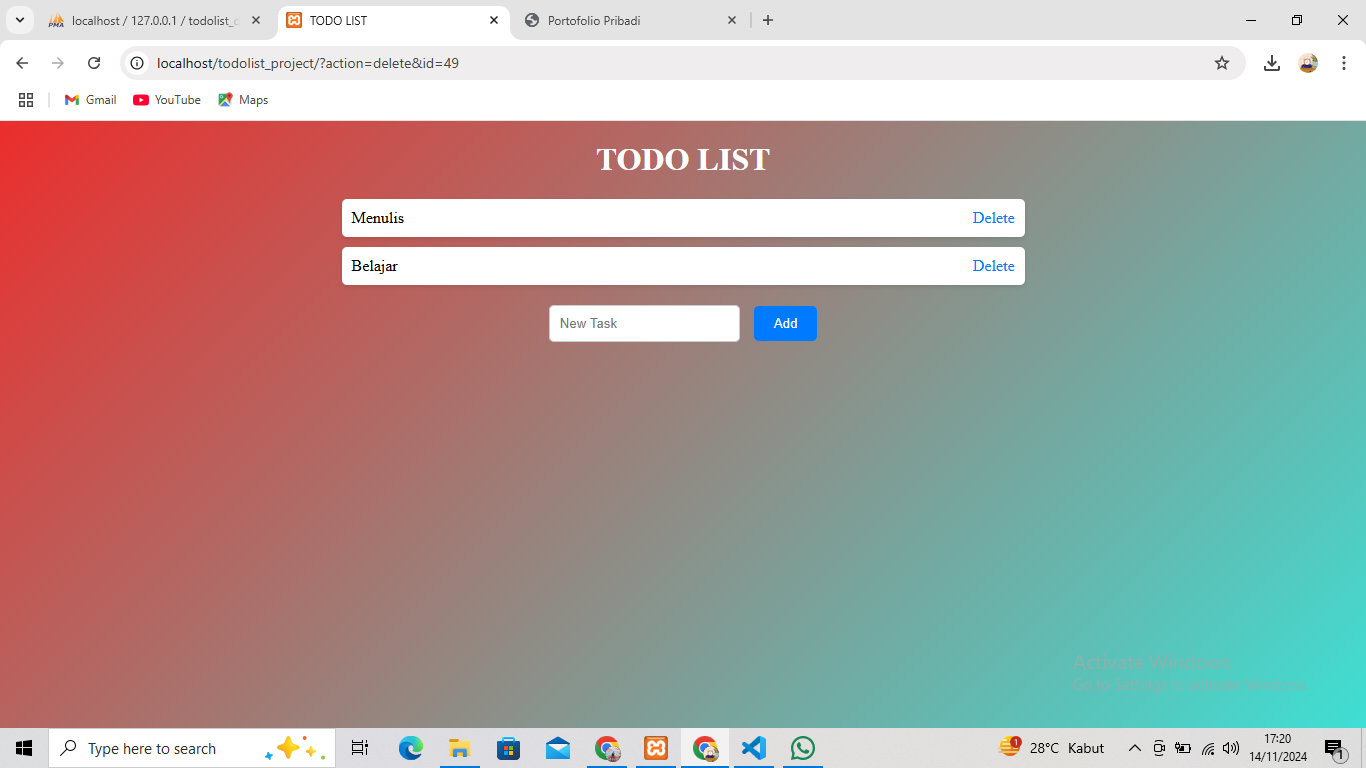 localhost / 127.0.0.1 / todolist_d
TODO LIST
Portofolio Pribadi
localhost/todolist_project/?action=delete&id=49
Gmail
YouTube
Maps
TODO LIST
Menulis
Delete
Belajar
Delete
New Task
Add
Activate Windows
Go to Settings to activate Windows.
Type here to search
1
28°C Kabut
17:20
14/11/2024
1